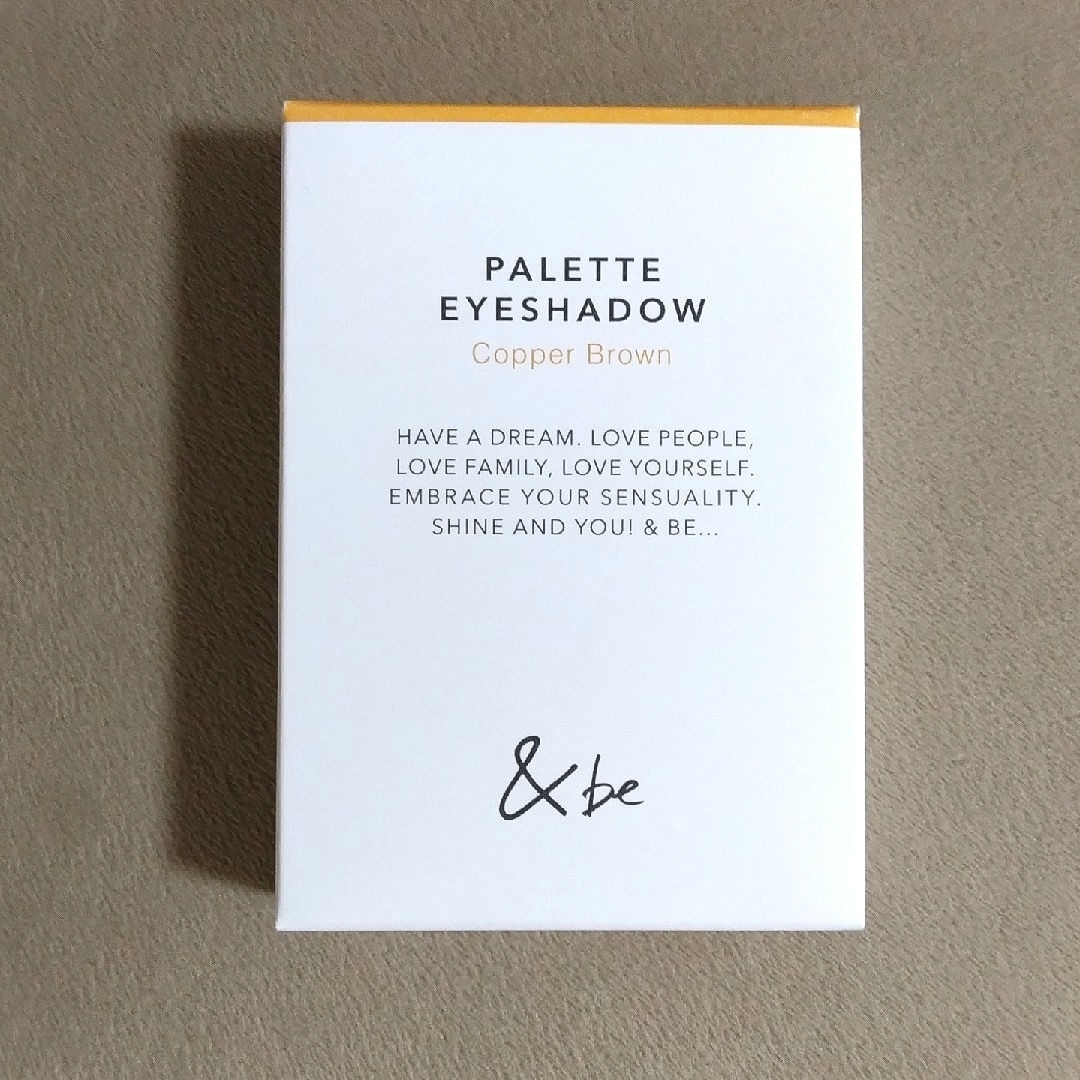 PALETTE
EYESHADOW
Copper Brown
HAVE A DREAM. LOVE PEOPLE,
LOVE FAMILY, LOVE YOURSELF.
EMBRACE YOUR SENSUALITY.
SHINE AND YOU! & BE...
& be